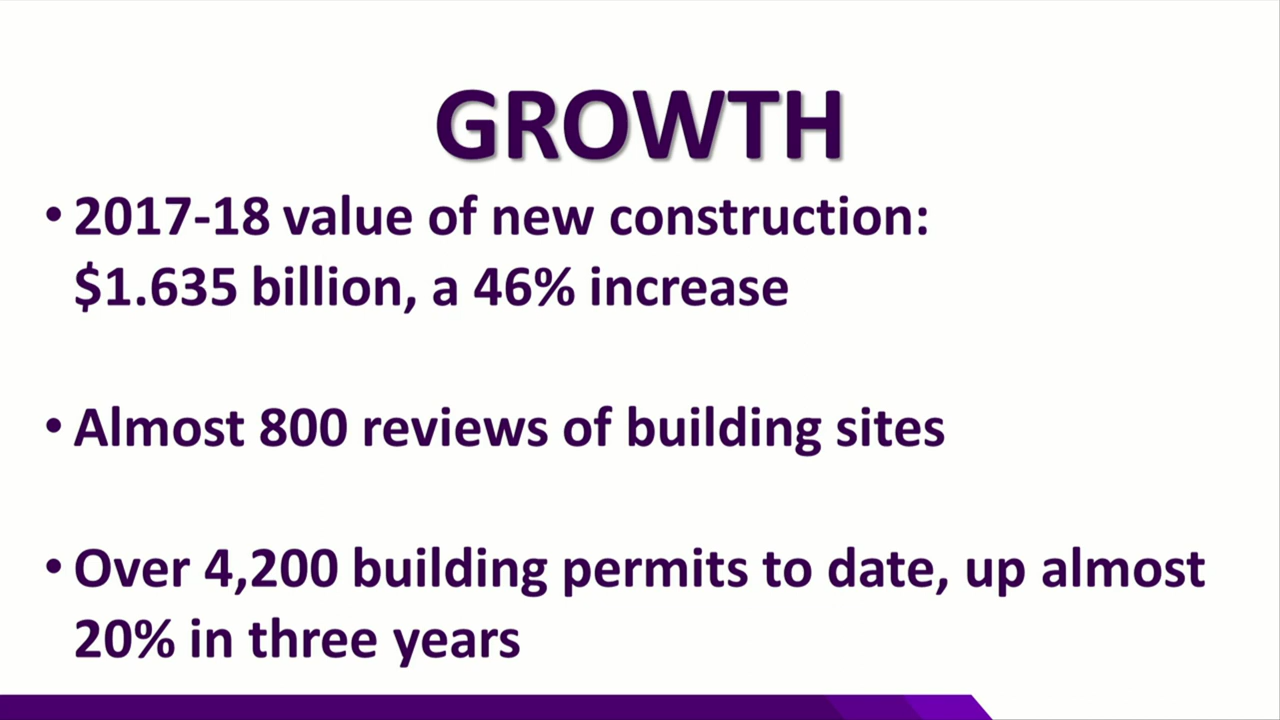 GROWTH
• 2017-18 value of new construction:
$1.635 billion, a 46% increase
• Almost 800 reviews of building sites
• Over 4,200 building permits to date, up almost
20% in three years